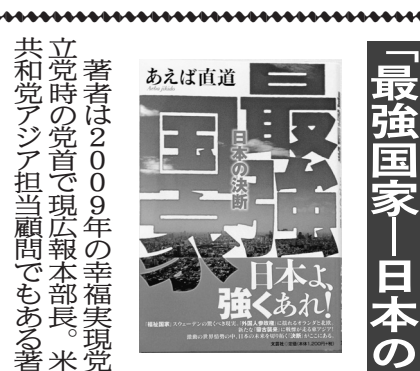 「最強国家―日本の
著者は2009年の幸福実現党
立党時の党首で現広報本部長。米
共和党アジア担当顧問でもある著
あえば直道
最強
国家
日本の決断
日本よ、
強くあれ!